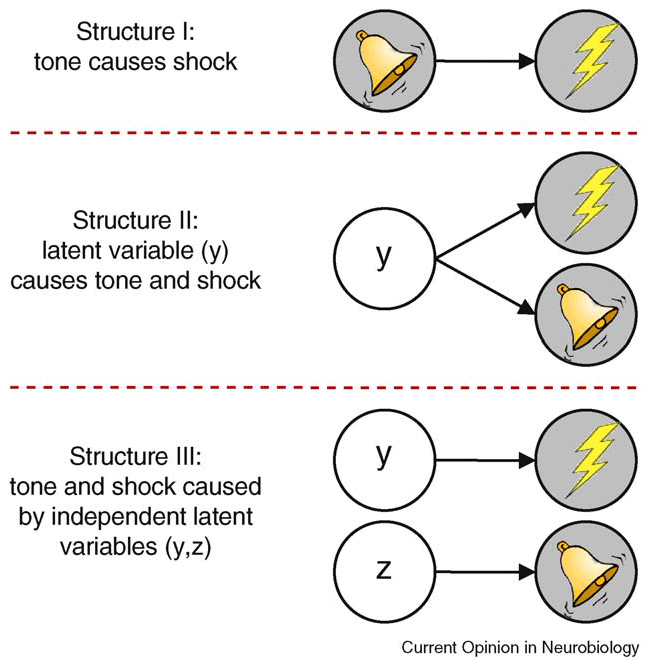 Structure I:
tone causes shock
Structure II:
latent variable (y)
causes tone and shock
y
Structure III:
tone and shock caused
by independent latent
variables (y,z)
y
z
Current Opinion in Neurobiology